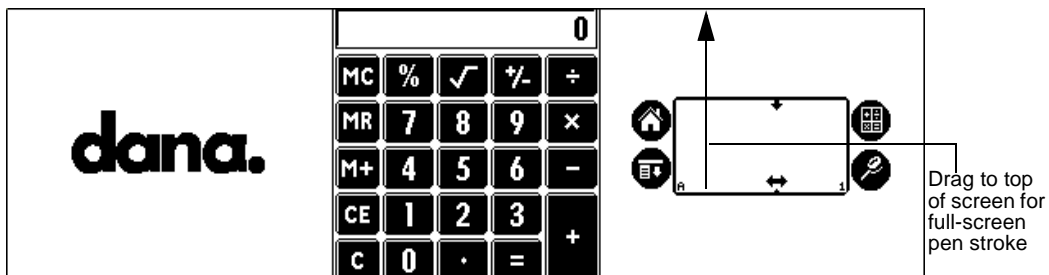 dana.
0
MC % √ +/- ÷
MR 7 8 9 ×
M+ 4 5 6 −
CE 1 2 3 +
C 0 . =
A 1
Drag to top
of screen for
full-screen
pen stroke